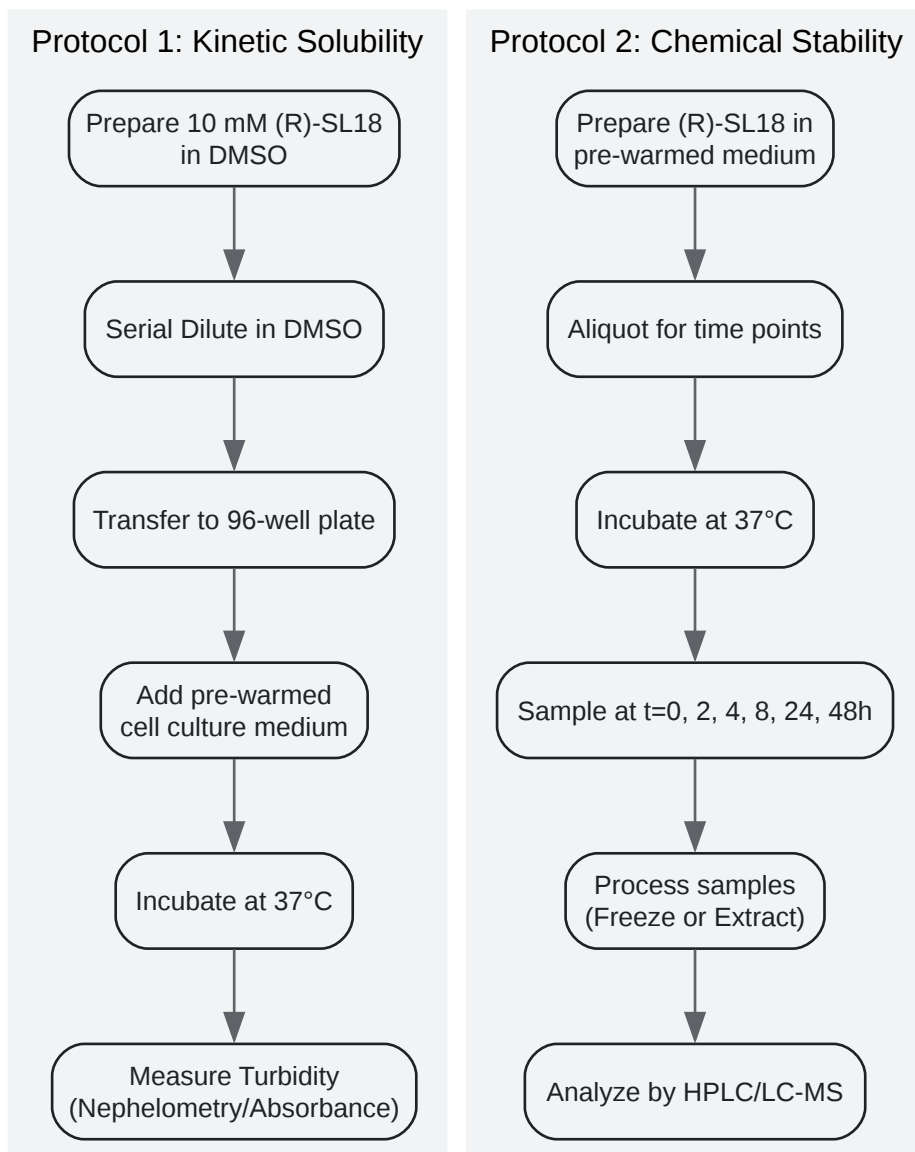 Protocol 1: Kinetic Solubility
Prepare 10 mM (R)-SL18
in DMSO
Serial Dilute in DMSO
Transfer to 96-well plate
Add pre-warmed
cell culture medium
Incubate at 37°C
Measure Turbidity
(Nephelometry/Absorbance)
Protocol 2: Chemical Stability
Prepare (R)-SL18 in
pre-warmed medium
Aliquot for time points
Incubate at 37°C
Sample at t=0, 2, 4, 8, 24, 48h
Process samples
(Freeze or Extract)
Analyze by HPLC/LC-MS